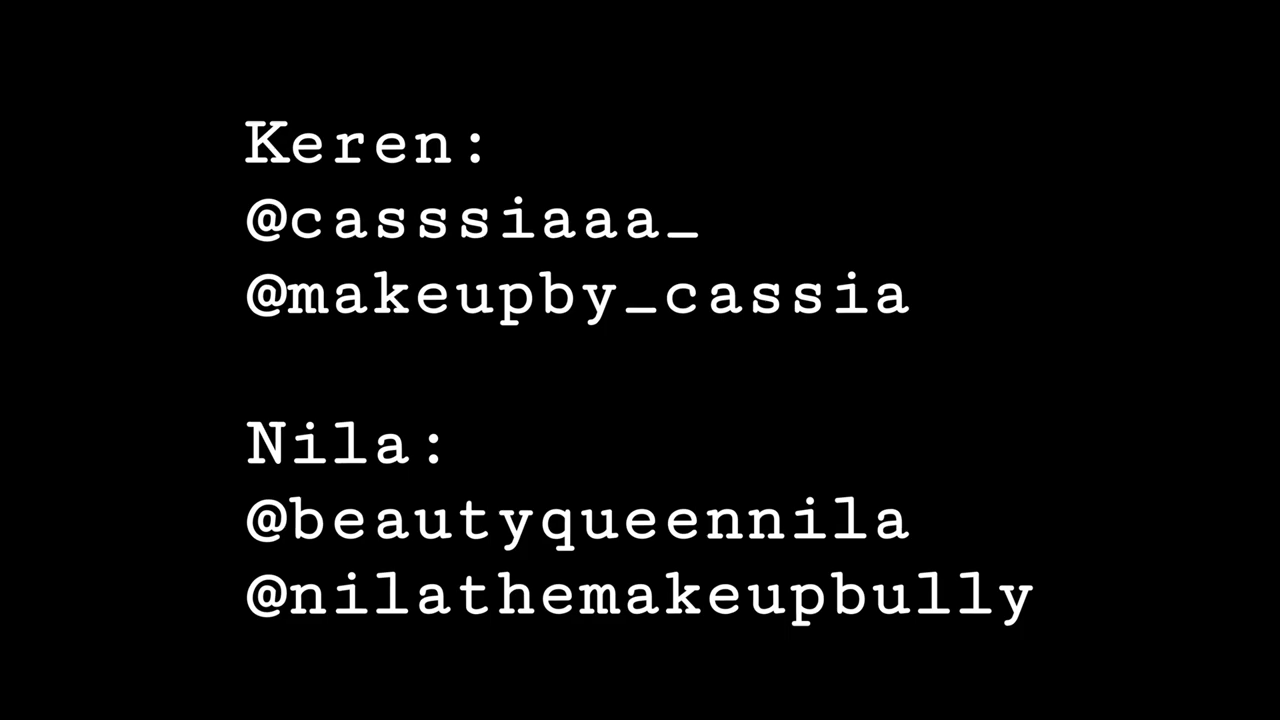 Keren:
@casssiaaa_
@makeupby_cassia
Nila:
@beautyqueennila
@nilathemakeupbully